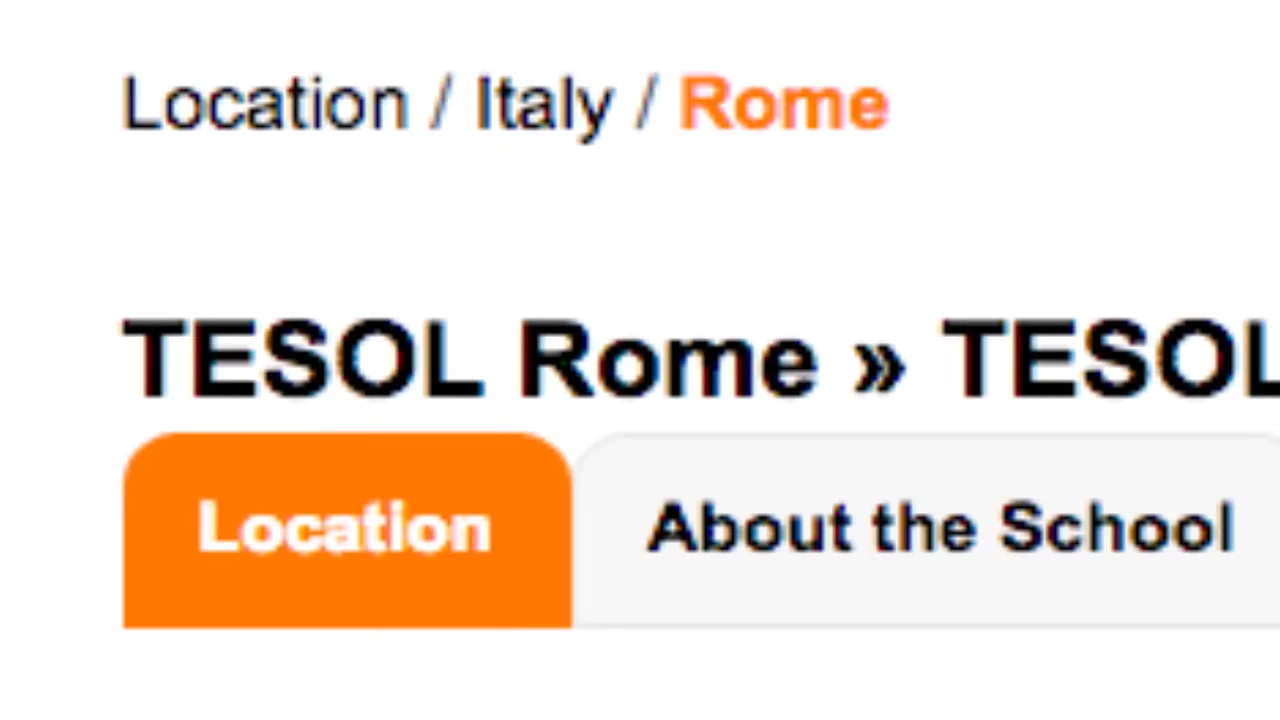 Location / Italy / Rome
TESOL Rome » TESOL
Location
About the School